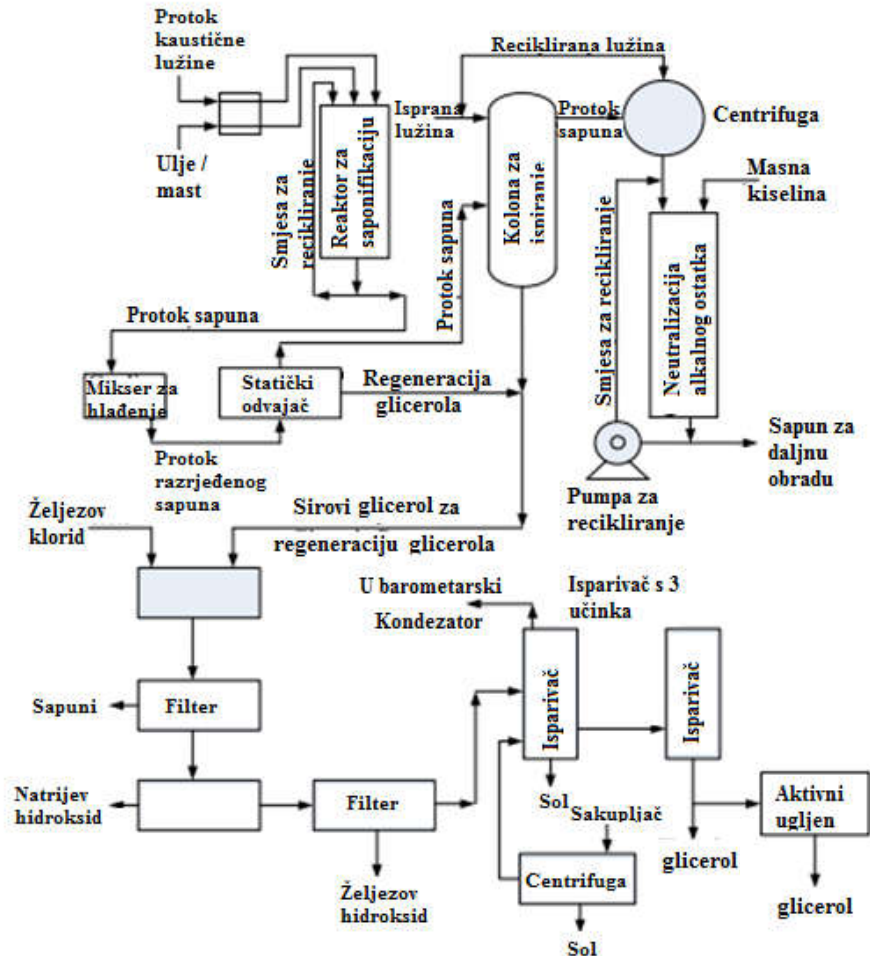 Protok
kaustične
lužine
Ulje /
mast
Smjesa za
recikliranje
Reaktor za
saponifikaciju
Isprana
lužina
Reciklirana lužina
Protok
sapuna
Centrifuga
Kolona za
ispiranje
Masna
kiselina
Protok sapuna
Protok sapuna
Smjesa za recikliranje
Neutralizacija
alkalnog ostatka
Mikser za
hlađenje
Statički
odvajač
Regeneracija
glicerola
Protok
razrjeđenog
sapuna
Sapun za
daljnu
obradu
Pumpa za
recikliranje
Željezov
klorid
Sirovi glicerol za
regeneraciju glicerola
U barometarski
Kondezator
Isparivač s 3
učinka
Isparivač
Isparivač
Sapuni
Filter
Natrijev
hidroksid
Filter
Željezov
hidroksid
Sol
Sakupljač
Centrifuga
Sol
glicerol
Aktivni
ugljen
glicerol